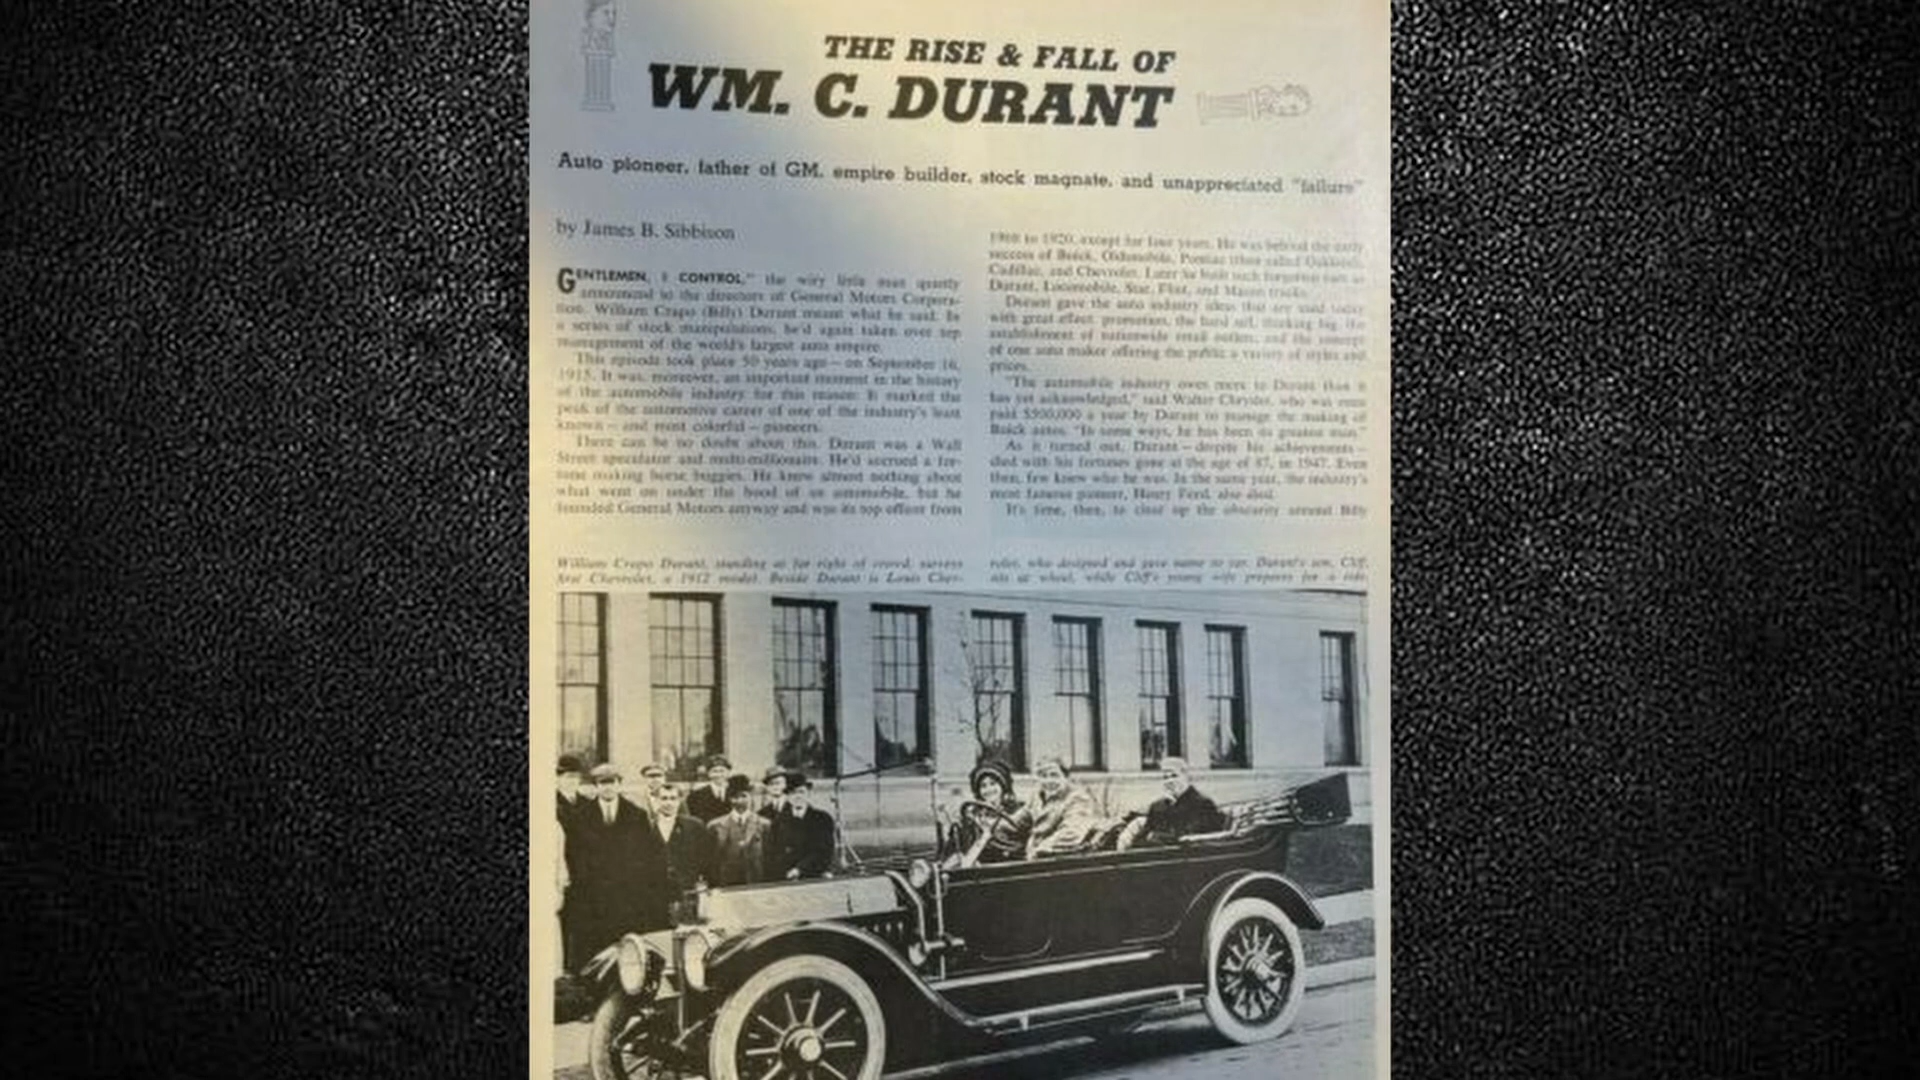 THE RISE & FALL OF
WM. C. DURANT
Auto pioneer, father of GM, empire builder, stock magnate, and unappreciated "failure"
by James B. Sibbison
GENTLEMEN, I CONTROL," the wiry little man quietly
announced to the directors of General Motors Corpora-
tion. William Crapo (Billy) Durant meant what he said. In
a series of stock manipulations, he'd again taken over top
management of the world's largest auto empire.
This episode took place 50 years ago — on September 16,
1915. It was, moreover, an important moment in the history
of the automobile industry for this reason: It marked the
peak of the automotive career of one of the industry's least
known — and most colorful — pioneers.
There can be no doubt about this. Durant was a Wall
Street speculator and multi-millionaire. He'd accrued a for-
tune making horse buggies. He knew almost nothing about
what went on under the hood of an automobile, but he
founded General Motors anyway and was its top officer from
1908 to 1920, except for four years. He was behind the early
success of Buick, Oldsmobile, Pontiac (then called Oakland),
Cadillac, and Chevrolet. Later he built such forgotten cars as
Durant, Locomobile, Star, Flint, and Mason trucks.
Durant gave the auto industry ideas that are used today
with great effect: promotion, the hard sell, thinking big, the
establishment of nationwide retail outlets, and the concept
of one auto maker offering the public a variety of styles and
prices.
"The automobile industry owes more to Durant than it
has yet acknowledged," said Walter Chrysler, who was once
paid $500,000 a year by Durant to manage the making of
Buick autos. "In some ways, he has been its greatest man."
As it turned out, Durant — despite his achievements —
died with his fortunes gone at the age of 87, in 1947. Even
then, few knew who he was. In the same year, the industry's
most famous pioneer, Henry Ford, also died.
It's time, then, to clear up the obscurity around Billy
William Crapo Durant, standing at far right of crowd, surveys
first Chevrolet, a 1912 model. Beside Durant is Louis Chev-
rolet, who designed and gave name to car. Durant's son, Cliff,
sits at wheel, while Cliff's young wife prepares for a ride.